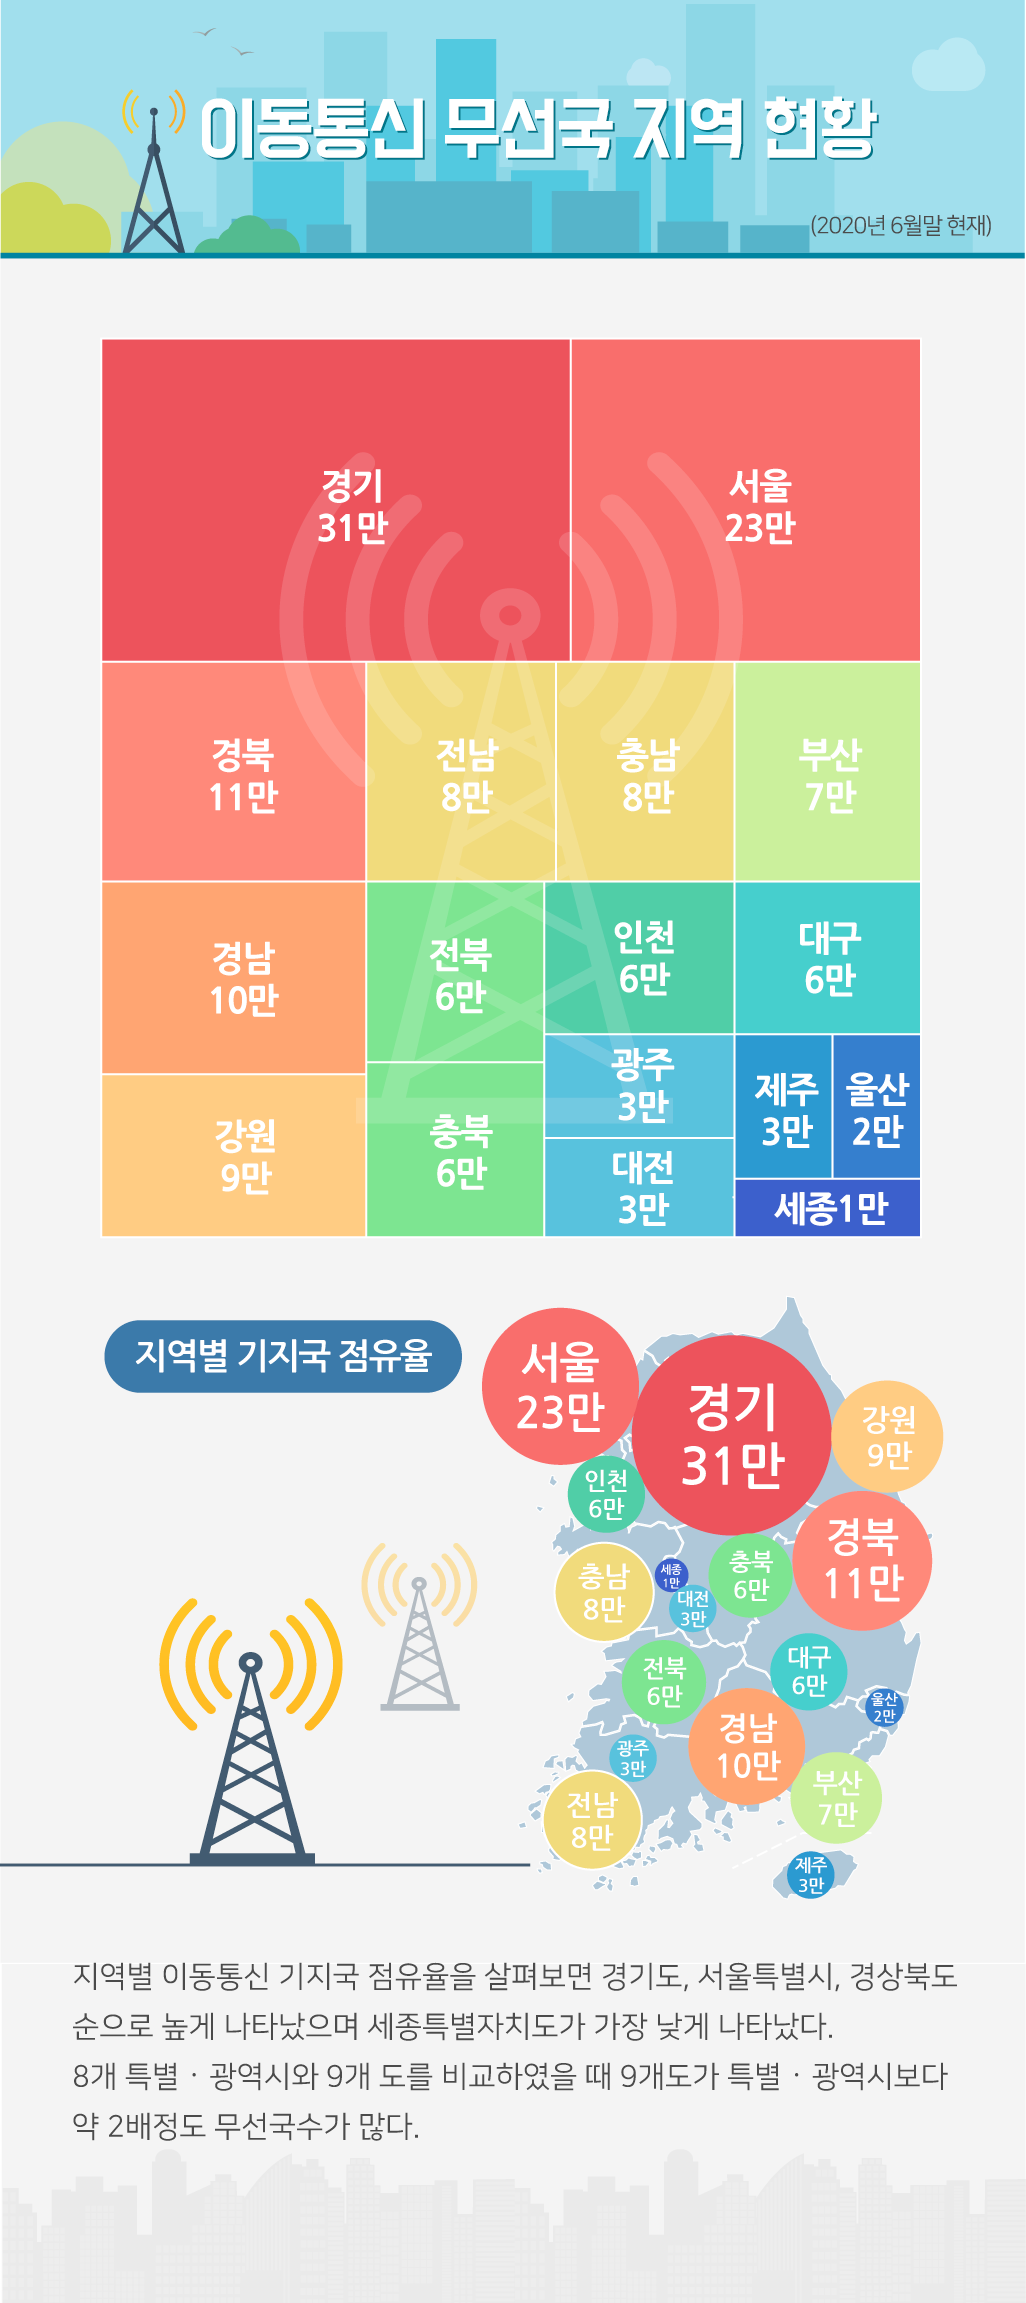 이동통신 무선국 지역 현황
(2020년 6월말 현재)
경기
31만
서울
23만
경북
11만
전남
8만
충남
8만
부산
7만
경남
10만
전북
6만
인천
6만
대구
6만
강원
9만
충북
6만
광주
3만
대전
3만
제주
3만
울산
2만
세종1만
지역별 기지국 점유율
서울
23만
경기
31만
강원
9만
인천
6만
경북
11만
충남
8만
세종
1만
대전
3만
충북
6만
전북
6만
대구
6만
울산
2만
경남
10만
광주
3만
부산
7만
전남
8만
제주
3만
지역별 이동통신 기지국 점유율을 살펴보면 경기도, 서울특별시, 경상북도
순으로 높게 나타났으며 세종특별자치도가 가장 낮게 나타났다.
8개 특별 · 광역시와 9개 도를 비교하였을 때 9개도가 특별 · 광역시보다
약 2배정도 무선국수가 많다.